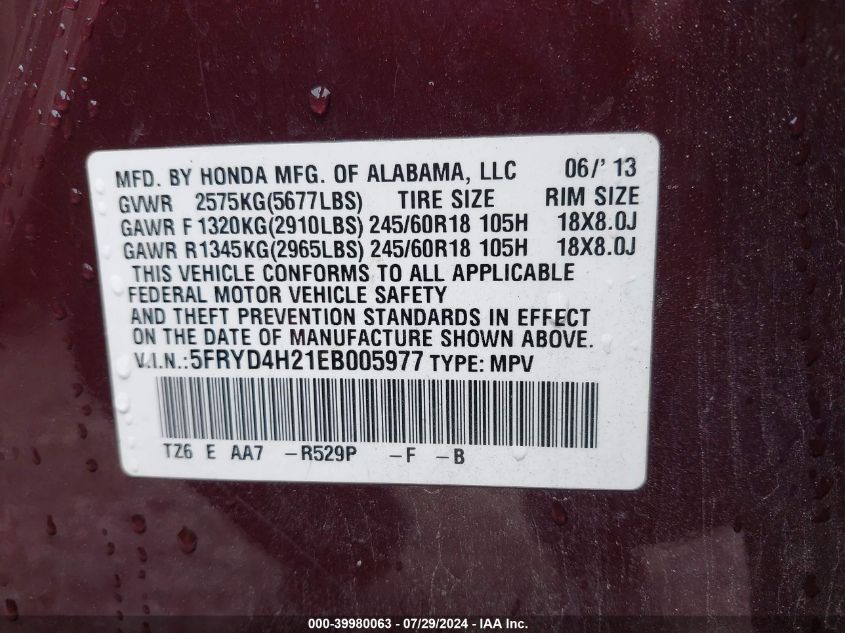 MFD. BY HONDA MFG. OF ALABAMA, LLC 06/' 13
GVWR 2575KG(5677LBS) TIRE SIZE RIM SIZE
GAWR F 1320KG(2910LBS) 245/60R18 105H 18X8.0J
GAWR R1345KG(2965LBS) 245/60R18 105H 18X8.0J
THIS VEHICLE CONFORMS TO ALL APPLICABLE
FEDERAL MOTOR VEHICLE SAFETY
AND THEFT PREVENTION STANDARDS IN EFFECT
ON THE DATE OF MANUFACTURE SHOWN ABOVE.
V.I.N.:5FRYD4H21EB005977 TYPE: MPV
TZ6 E AA7 -R529P -F -B
000-39980063 - 07/29/2024 - IAA Inc.